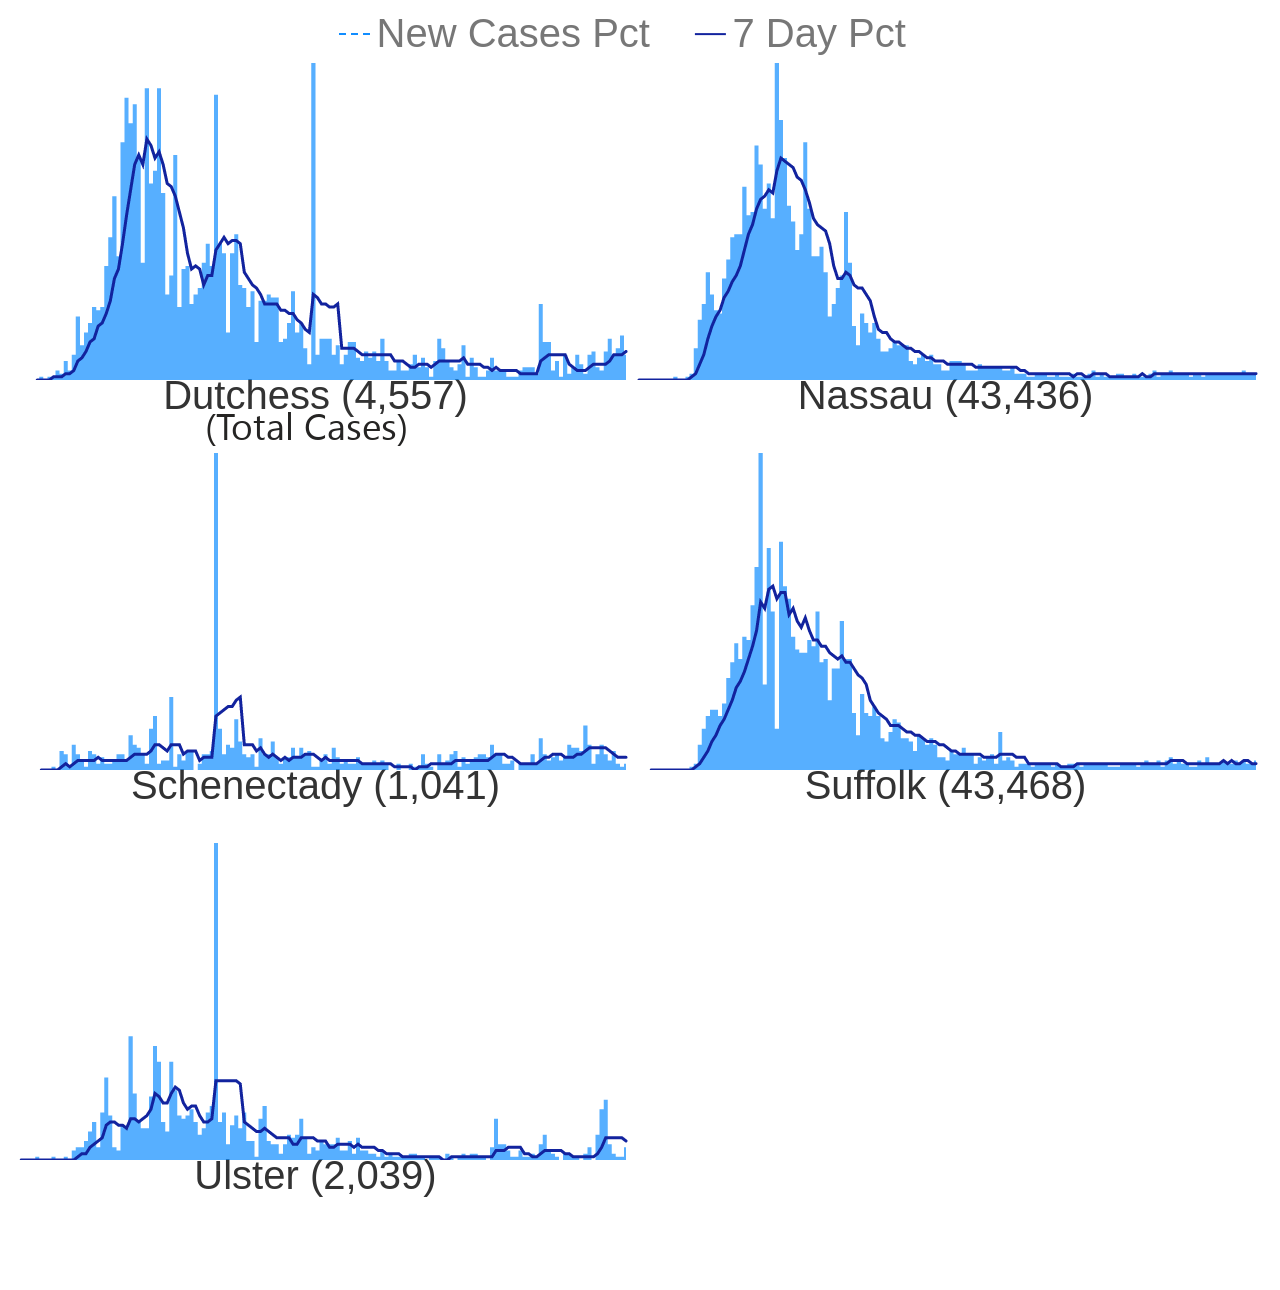 New Cases Pct 7 Day Pct
Dutchess (4,557)
(Total Cases)
Nassau (43,436)
Schenectady (1,041)
Suffolk (43,468)
Ulster (2,039)